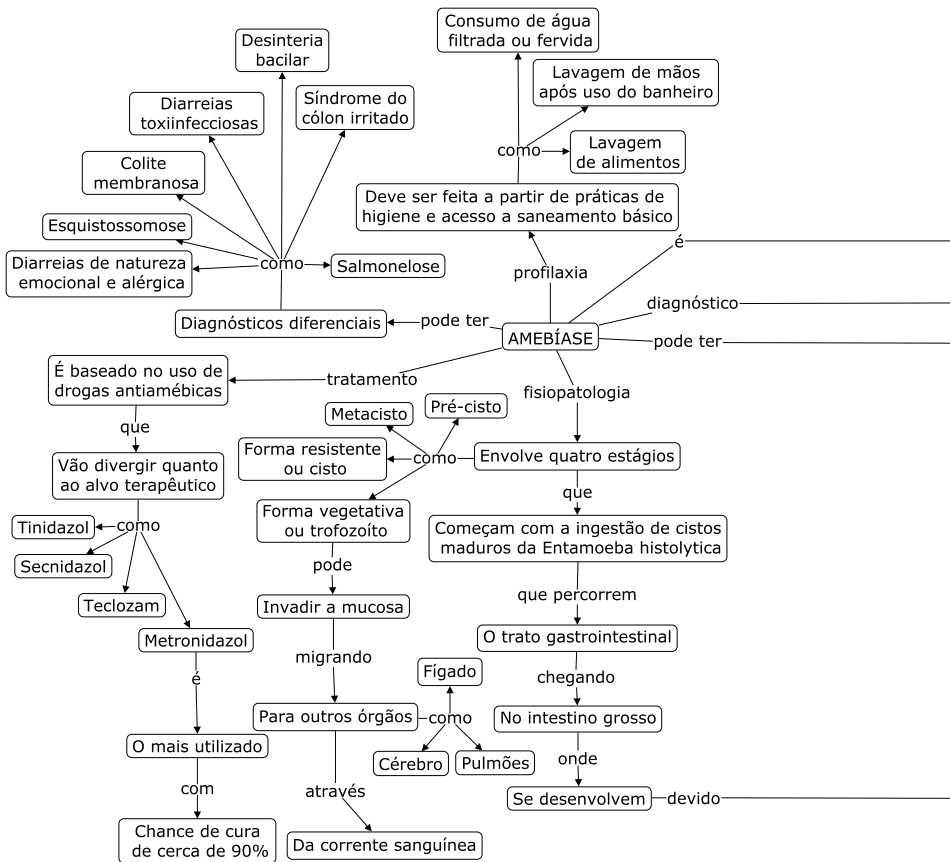 Consumo de água
filtrada ou fervida
Desinteria
bacilar
Lavagem de mãos
após uso do banheiro
Síndrome do
cólon irritado
Diarreias
toxiinfecciosas
como
Lavagem
de alimentos
Colite
membranosa
Deve ser feita a partir de práticas de
higiene e acesso a saneamento básico
Esquistossomose
é
Diarreias de natureza
emocional e alérgica
como
Salmonelose
profilaxia
diagnóstico
Diagnósticos diferenciais
pode ter
AMEBÍASE
pode ter
É baseado no uso de
drogas antiamébicas
tratamento
fisiopatologia
Metacisto
Pré-cisto
que
Forma resistente
ou cisto
como
Envolve quatro estágios
Vão divergir quanto
ao alvo terapêutico
que
Forma vegetativa
ou trofozoíto
Tinidazol
como
Começam com a ingestão de cistos
maduros da Entamoeba histolytica
Secnidazol
pode
Teclozam
Invadir a mucosa
que percorrem
Metronidazol
O trato gastrointestinal
migrando
é
Fígado
chegando
Para outros órgãos
como
No intestino grosso
O mais utilizado
Cérebro
Pulmões
onde
com
através
Se desenvolvem
devido
Chance de cura
de cerca de 90%
Da corrente sanguínea